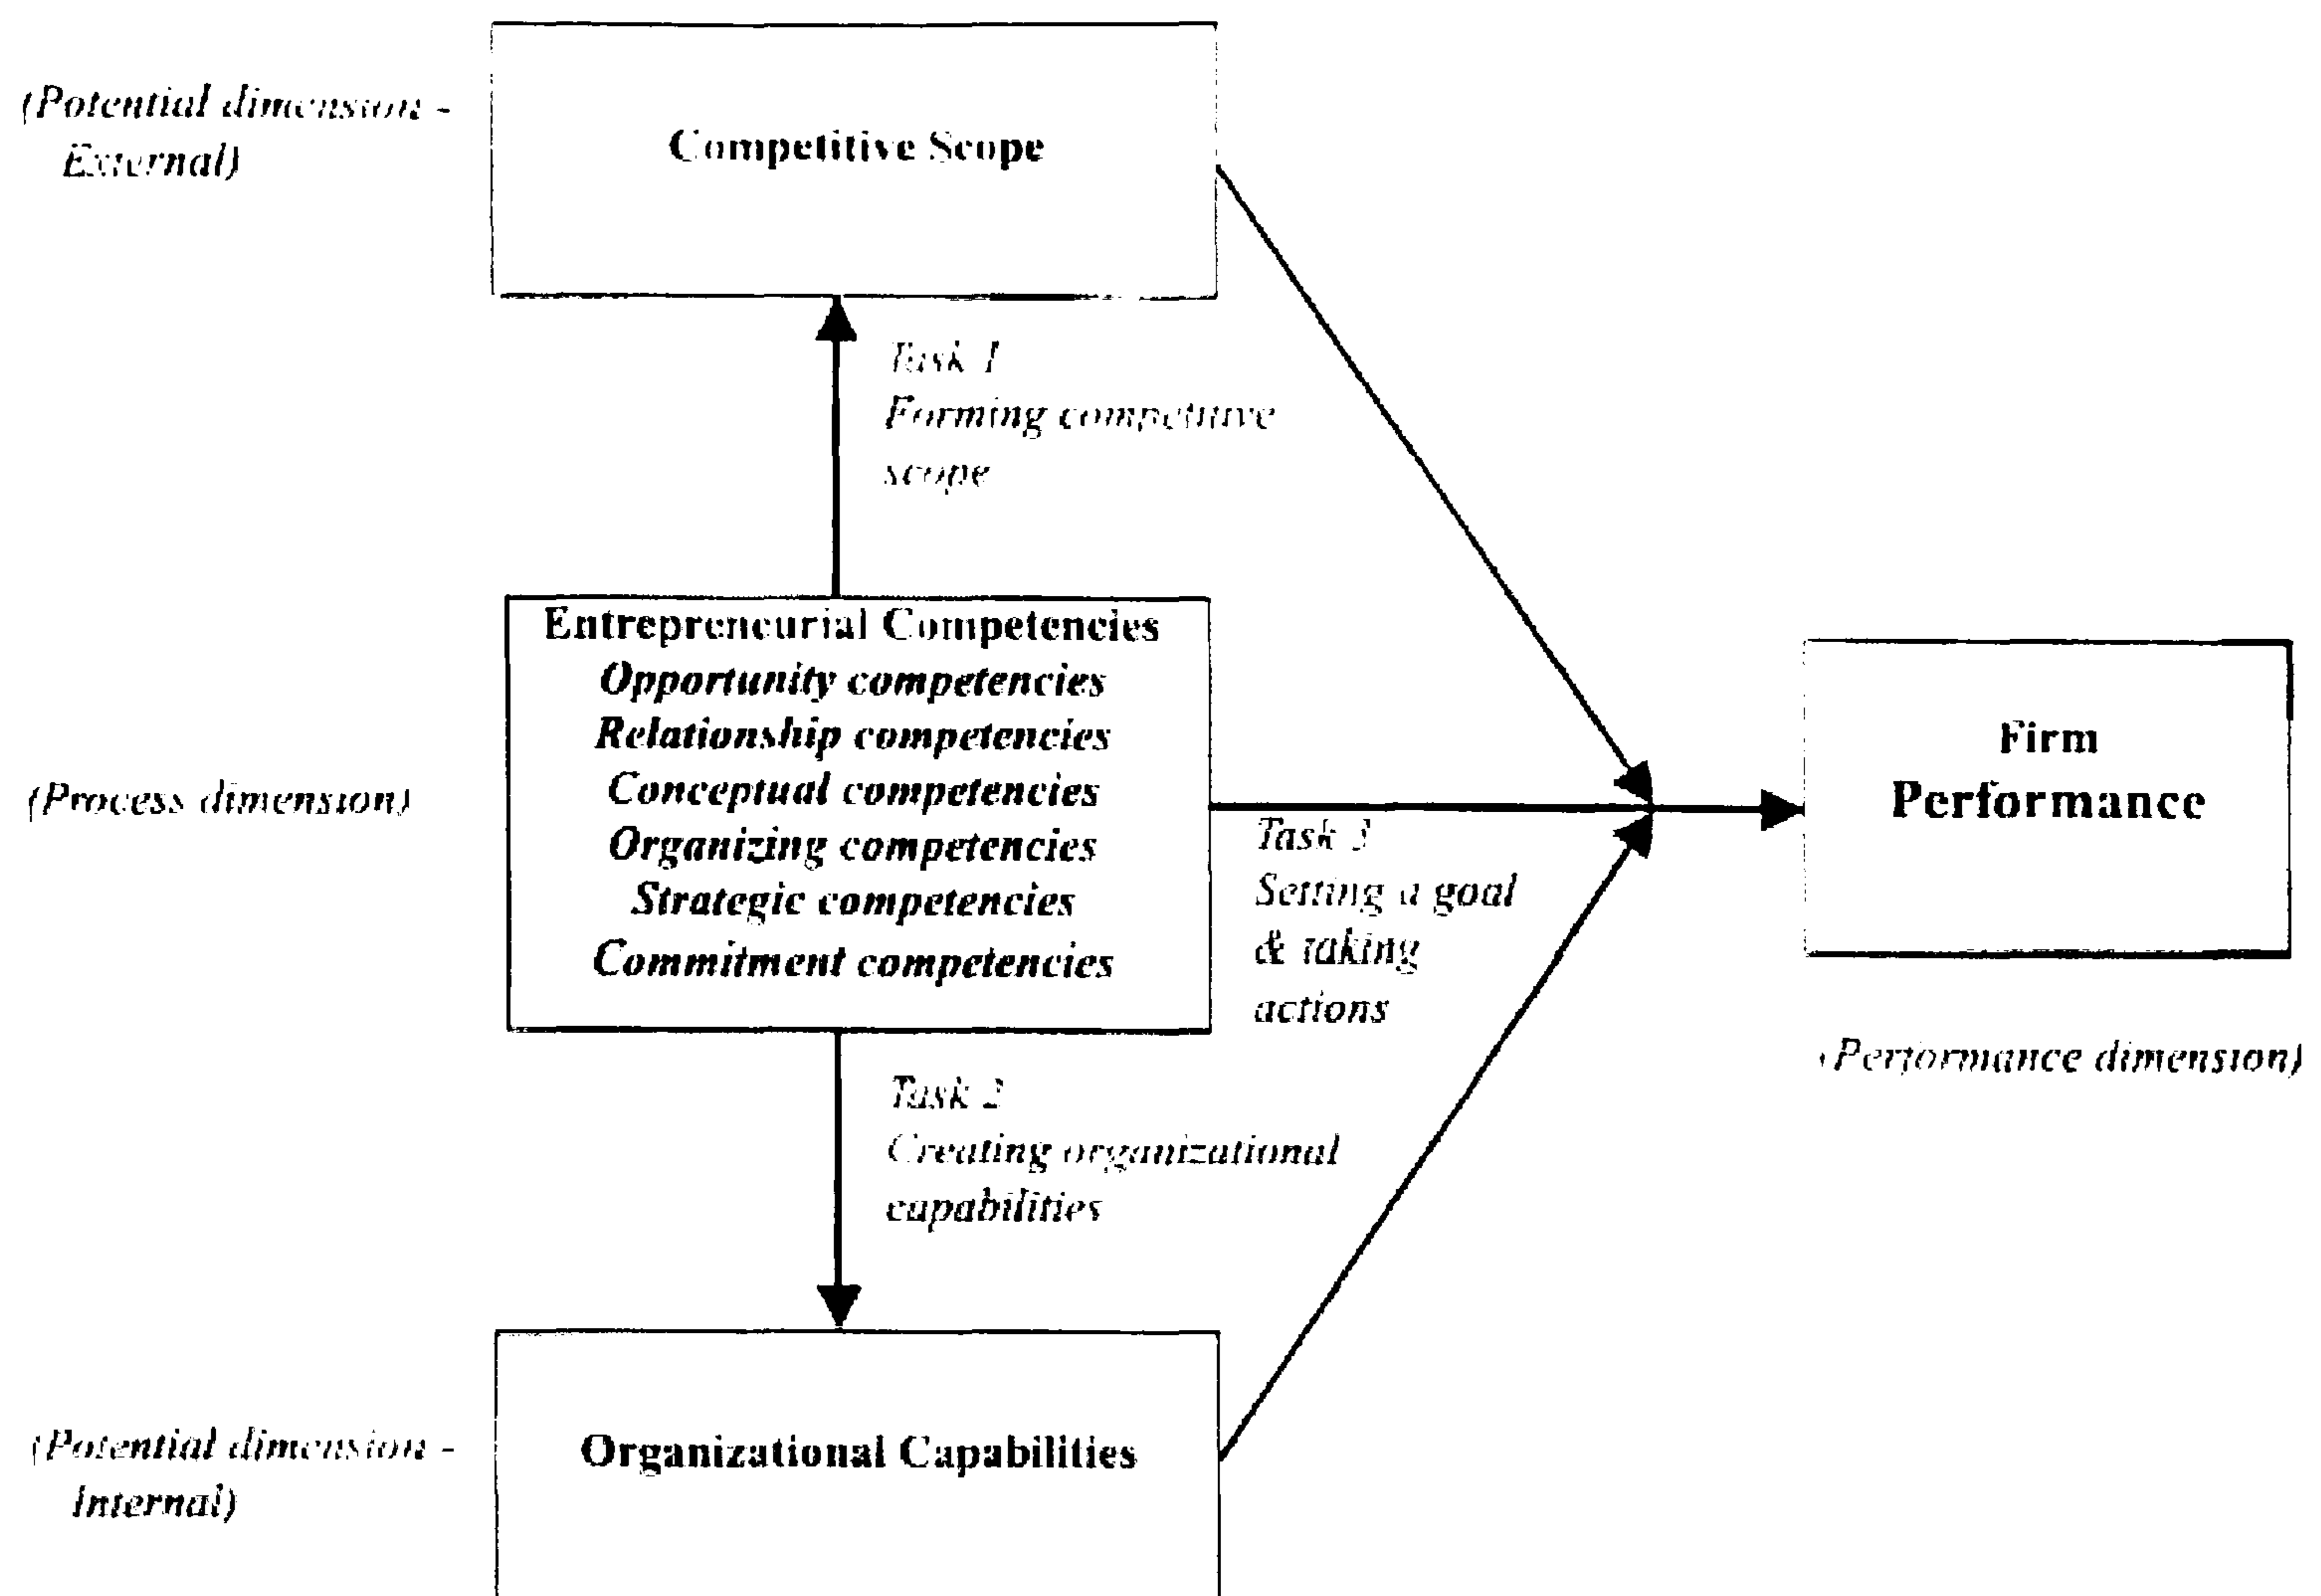 (Potential dimension -
External)
Competitive Scope
Task 1
Forming competitive
scope
Entrepreneurial Competencies
Opportunity competencies
Relationship competencies
Conceptual competencies
Organizing competencies
Strategic competencies
Commitment competencies
(Process dimension)
Task 3
Setting a goal
& taking
actions
Firm
Performance
(Performance dimension)
Task 2
Creating organizational
capabilities
(Potential dimension -
Internal)
Organizational Capabilities